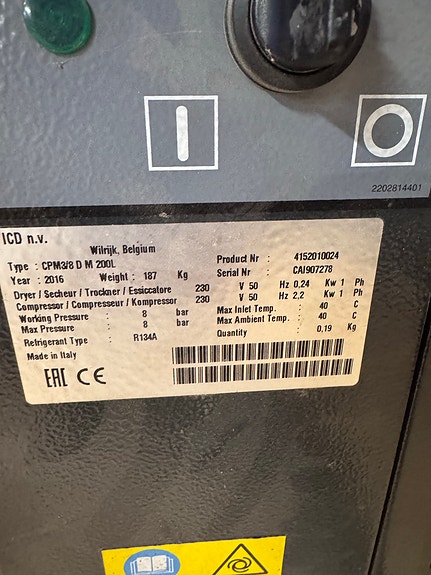 2202814401
ICD n.v.
Wilrijk, Belgium
Type : CPM3/8 D M 200l Product Nr : 4152010024
Year : 2016 Weight : 187 Kg Serial Nr : CAI907278
Dryer / Secheur / Trockner / Essiccatore 230 V 50 Hz 0,24 Kw 1 Ph
Compressor / Compresseur / Kompressor 230 V 50 Hz 2,2 Kw 1 Ph
Working Pressure : 8 bar Max Inlet Temp. : 40 C
Max Pressure : 8 bar Max Ambient Temp. : 40 C
Refrigerant Type : R134A Quantity : 0,19 Kg
Made in Italy
EAC CE